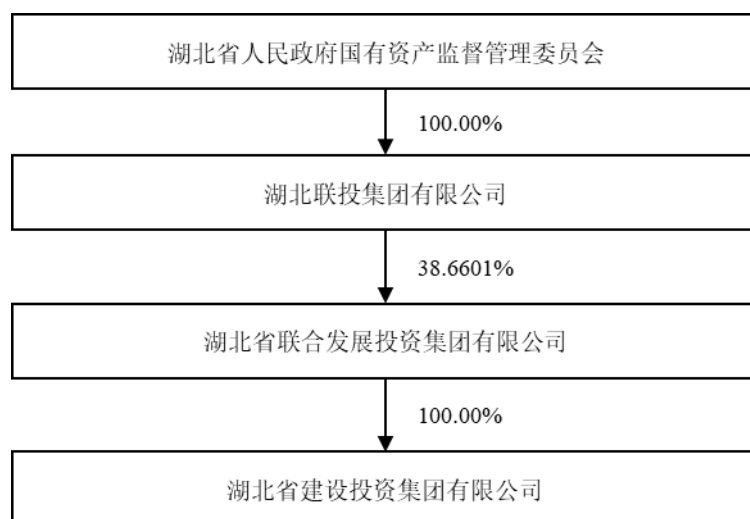 湖北省人民政府国有资产监督管理委员会
100.00%
湖北联投集团有限公司
38.6601%
湖北省联合发展投资集团有限公司
100.00%
湖北省建设投资集团有限公司